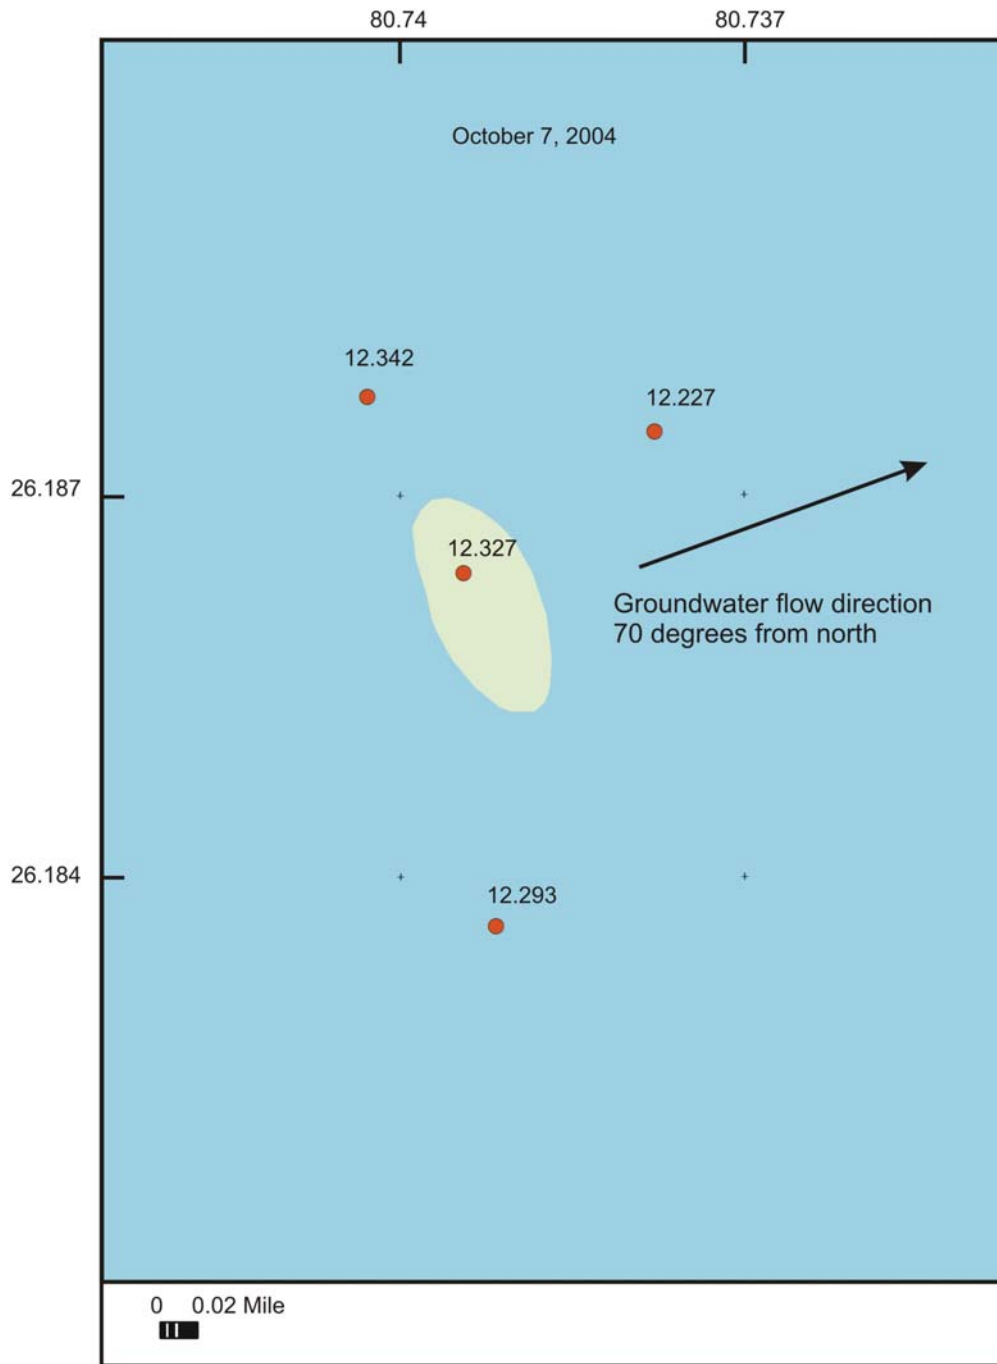 80.74
80.737
October 7, 2004
12.342
12.227
26.187
12.327
Groundwater flow direction
70 degrees from north
26.184
12.293
0 0.02 Mile